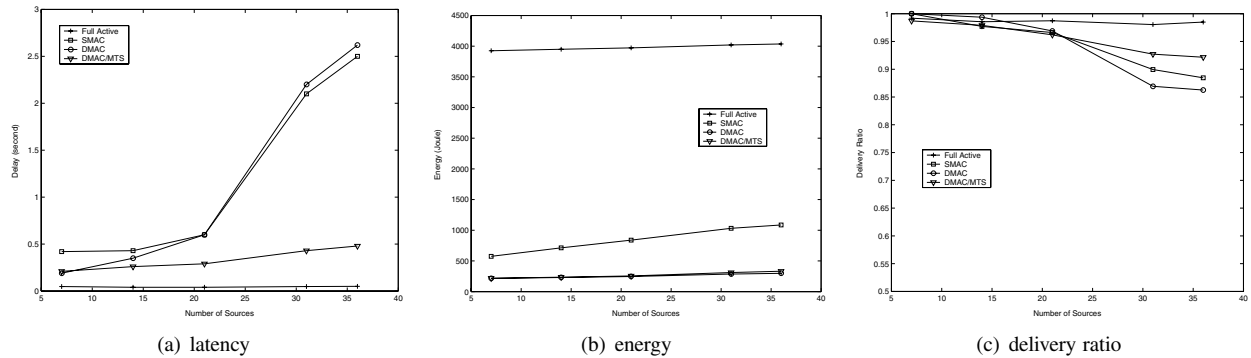 3
2.5
2
1.5
1
0.5
0
5 10 15 20 25 30 35 40
Delay (second)
Number of Sources
Full Active
SMAC
DMAC
DMAC/MTS
(a) latency
4500
4000
3500
3000
2500
2000
1500
1000
500
0
0 5 10 15 20 25 30 35 40
Energy (Joule)
Number of Sources
Full Active
SMAC
DMAC
DMAC/MTS
(b) energy
1
0.95
0.9
0.85
0.8
0.75
0.7
0.65
0.6
0.55
0.5
5 10 15 20 25 30 35 40
Delivery Ratio
Number of Sources
Full Active
SMAC
DMAC
DMAC/MTS
(c) delivery ratio